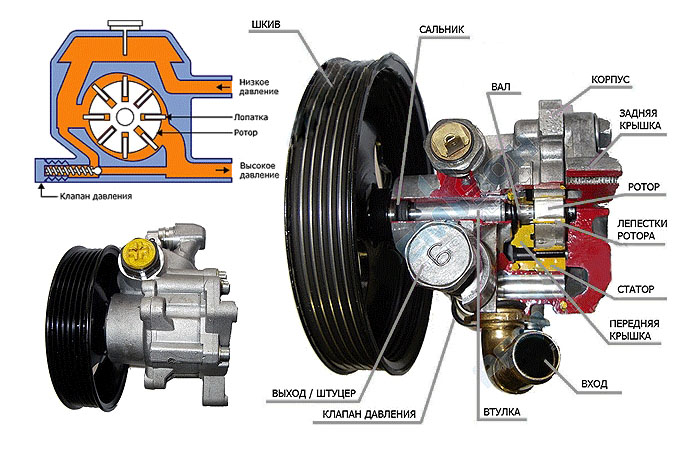 Низкое
давление
Лопатка
Ротор
Высокое
давление
Клапан давления
ШКИВ
САЛЬНИК
ВАЛ
КОРПУС
ЗАДНЯЯ
КРЫШКА
РОТОР
ЛЕПЕСТКИ
РОТОРА
СТАТОР
ПЕРЕДНЯЯ
КРЫШКА
ВХОД
ВТУЛКА
КЛАПАН ДАВЛЕНИЯ
ВЫХОД / ШТУЦЕР
6